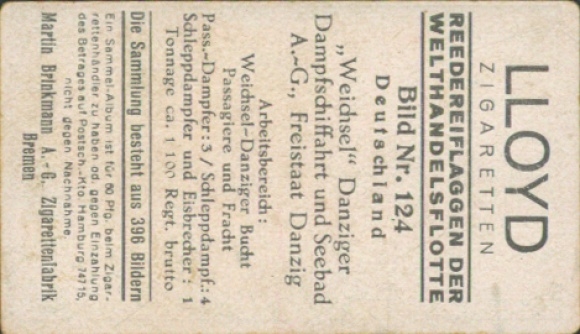 LLOYD
ZIGARETTEN
REEDEREIFLAGGEN DER
WELTHANDELSFLOTTE
Bild Nr. 124
Deutschland
„Weichsel" Danziger
Dampfschiffahrt und Seebad
A.-G., Freistaat Danzig
Arbeitsbereich:
Weichsel-Danziger Bucht
Passagiere und Fracht
Pass.-Dampfer: 3 / Schleppdampf.: 4
Schleppdampfer und Eisbrecher: 1
Tonnage ca. 1 100 Regt. brutto
Die Sammlung besteht aus 396 Bildern
Ein Sammel-Album ist für 60 Pfg. beim Zigar-
rettenhändler zu haben od. gegen Einzahlung
des Betrages auf Postsch.-Kto. Hamburg 74715,
nicht gegen Nachnahme.
Martin Brinkmann A.-G. Zigarettenfabrik
Bremen